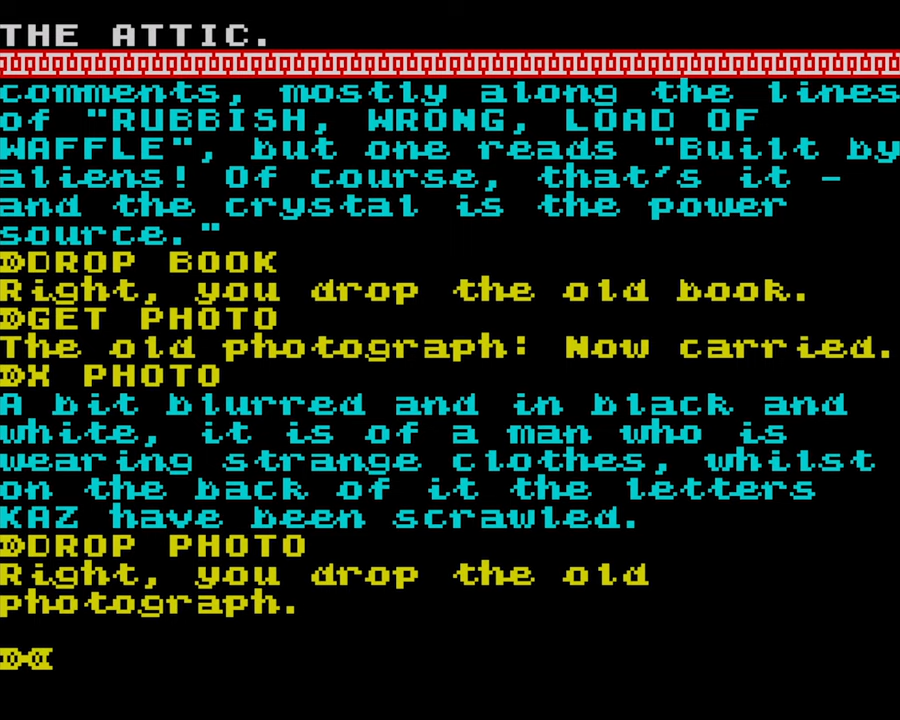 THE ATTIC.
comments, mostly along the lines
of "RUBBISH, WRONG, LOAD OF
WAFFLE", but one reads "Built by
aliens! Of course, that's it -
and the crystal is the power
source."
DROP BOOK
Right, you drop the old book.
GET PHOTO
The old photograph: Now carried.
X PHOTO
A bit blurred and in black and
white, it is of a man who is
wearing strange clothes, whilst
on the back of it the letters
KAZ have been scrawled.
DROP PHOTO
Right, you drop the old
photograph.